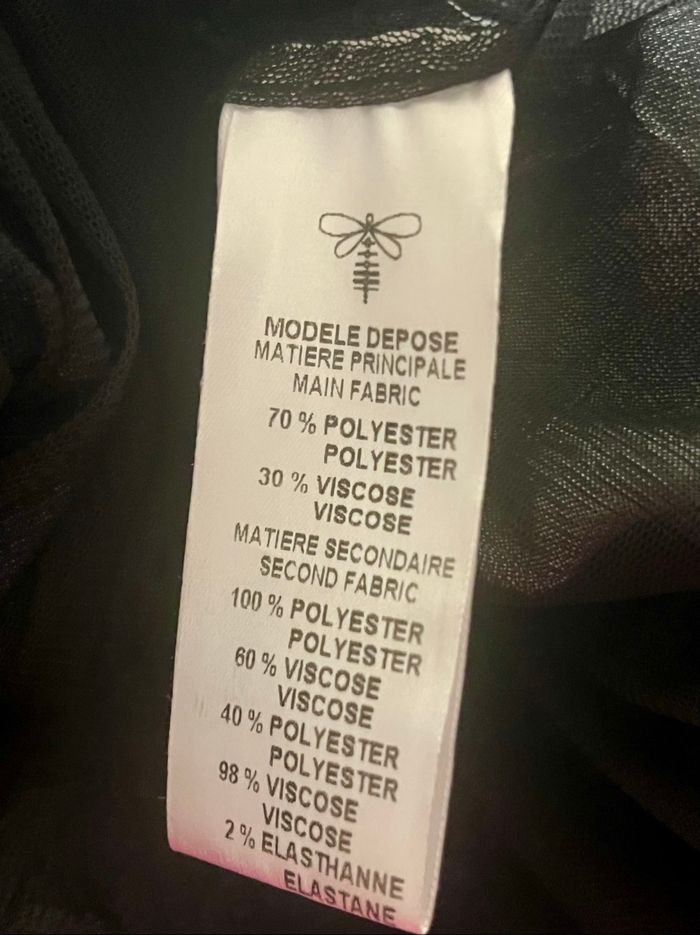 MODELE DEPOSE
MATIERE PRINCIPALE
MAIN FABRIC
70 % POLYESTER
POLYESTER
30 % VISCOSE
VISCOSE
MATIERE SECONDAIRE
SECOND FABRIC
100 % POLYESTER
POLYESTER
60 % VISCOSE
VISCOSE
40 % POLYESTER
POLYESTER
98 % VISCOSE
VISCOSE
2 % ELASTHANNE
ELASTANE